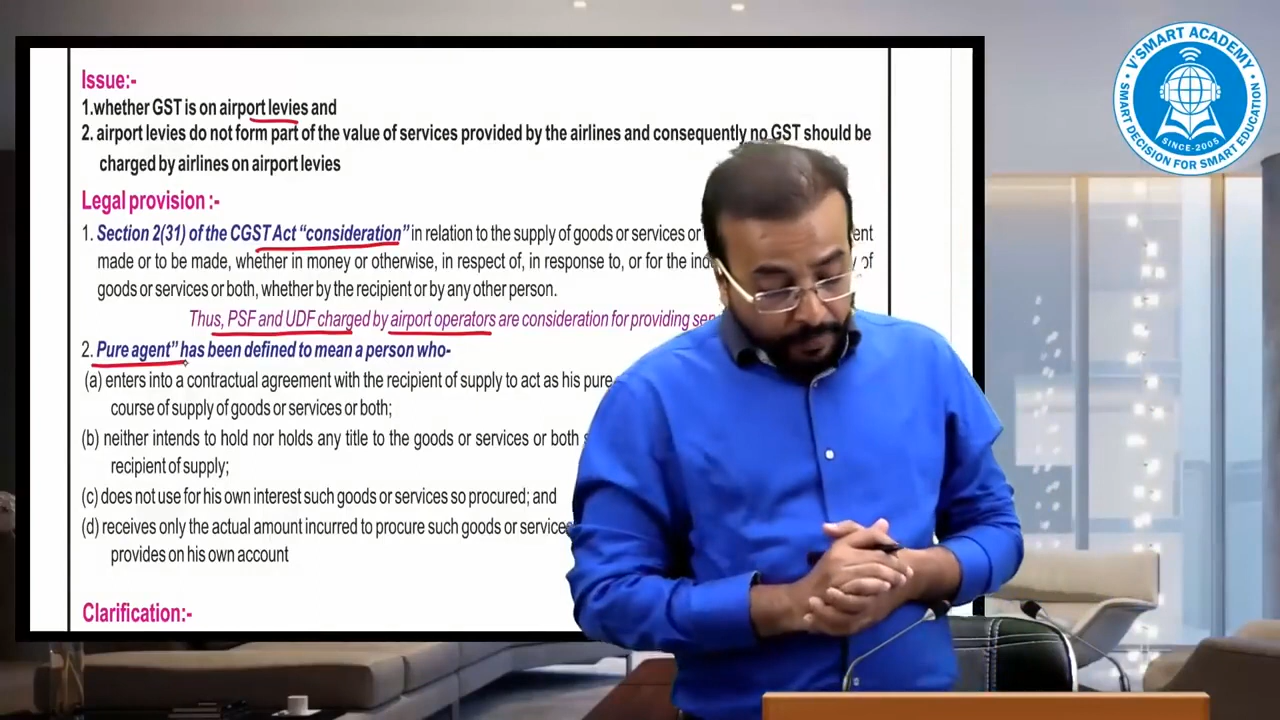 Issue:-
1.whether GST is on airport levies and
2. airport levies do not form part of the value of services provided by the airlines and consequently no GST should be
charged by airlines on airport levies
Legal provision :-
1. Section 2(31) of the CGST Act “consideration” in relation to the supply of goods or services or
made or to be made, whether in money or otherwise, in respect of, in response to, or for the of
goods or services or both, whether by the recipient or by any other person.
Thus, PSF and UDF charged by airport operators are consideration for providing
2. Pure agent” has been defined to mean a person who-
(a) enters into a contractual agreement with the recipient of supply to act as his pure
course of supply of goods or services or both;
(b) neither intends to hold nor holds any title to the goods or services or both
recipient of supply;
(c) does not use for his own interest such goods or services so procured; and
(d) receives only the actual amount incurred to procure such goods or services
provides on his own account
Clarification:-
V'SMART ACADEMY
SINCE-2005
SMART DECISION FOR SMART EDUCATION